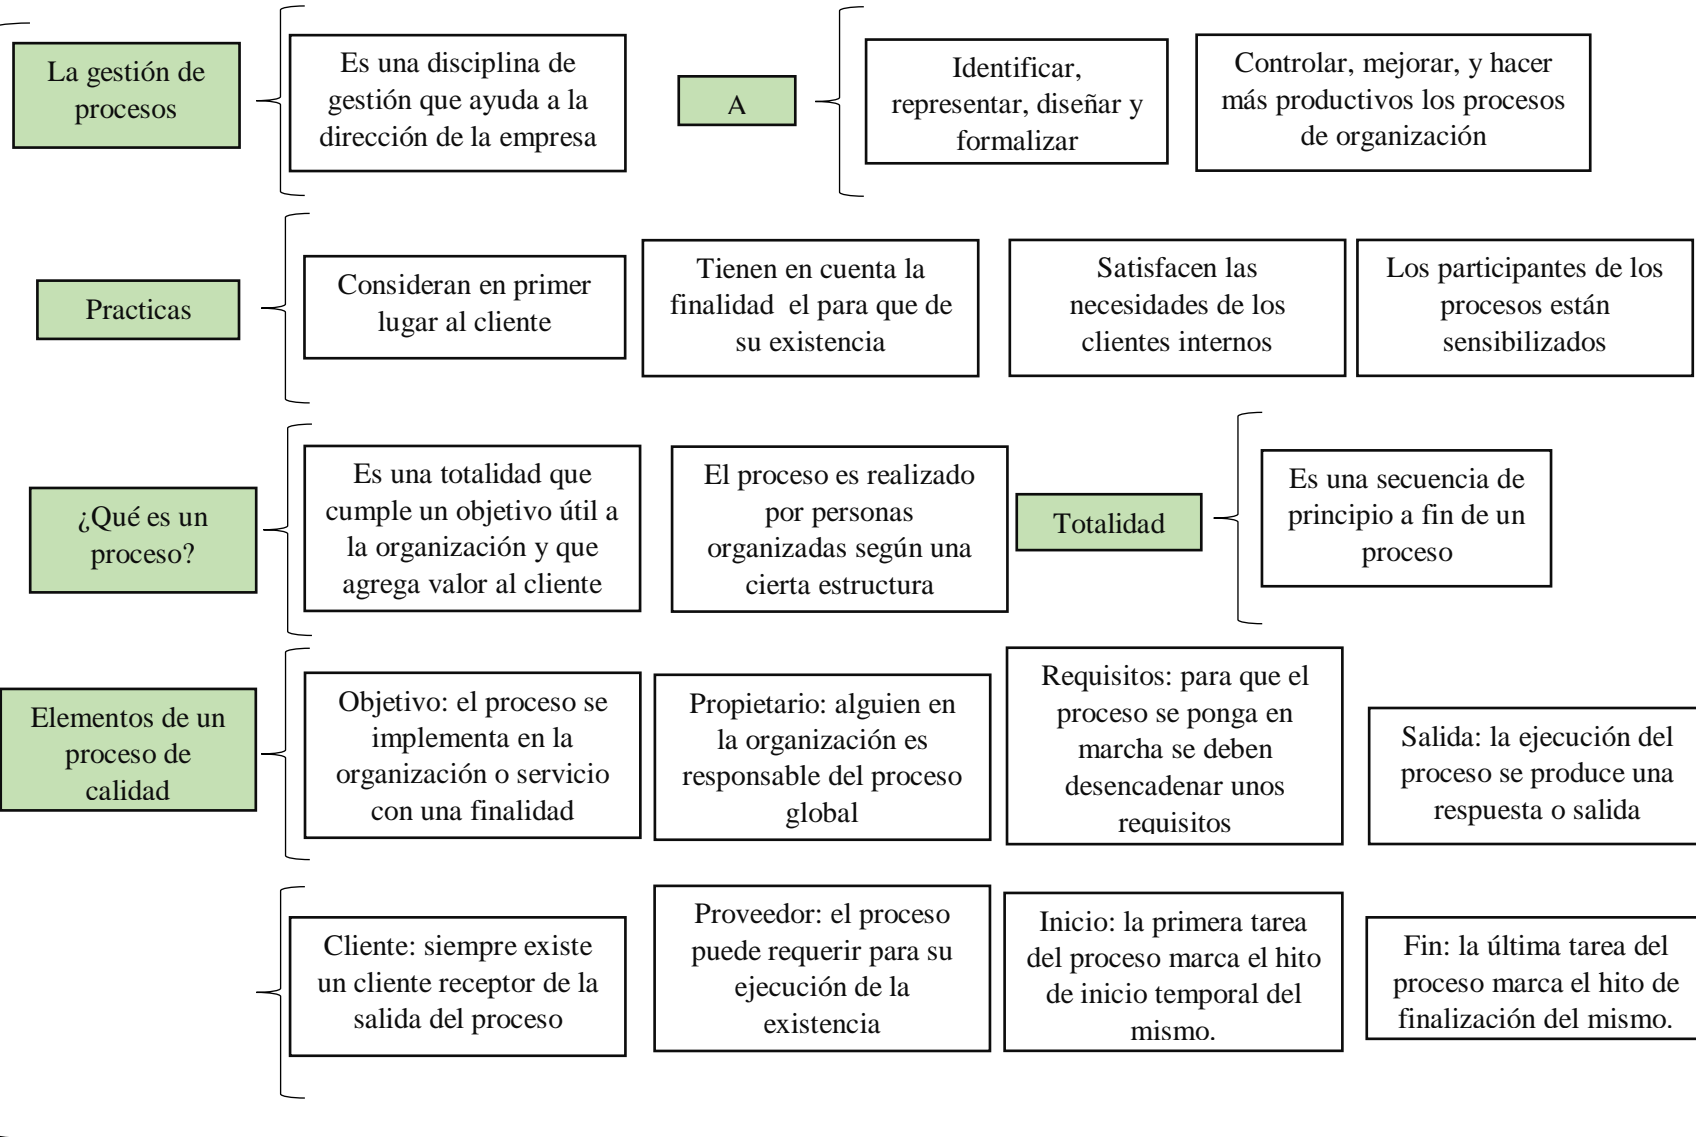 La gestión de
procesos
Es una disciplina de
gestión que ayuda a la
dirección de la empresa
A
Identificar,
representar, diseñar y
formalizar
Controlar, mejorar, y hacer
más productivos los procesos
de organización
Practicas
Consideran en primer
lugar al cliente
Tienen en cuenta la
finalidad el para que de
su existencia
Satisfacen las
necesidades de los
clientes internos
Los participantes de los
procesos están
sensibilizados
¿Qué es un
proceso?
Es una totalidad que
cumple un objetivo útil a
la organización y que
agrega valor al cliente
El proceso es realizado
por personas
organizadas según una
cierta estructura
Totalidad
Es una secuencia de
principio a fin de un
proceso
Elementos de un
proceso de
calidad
Objetivo: el proceso se
implementa en la
organización o servicio
con una finalidad
Propietario: alguien en
la organización es
responsable del proceso
global
Requisitos: para que el
proceso se ponga en
marcha se deben
desencadenar unos
requisitos
Salida: la ejecución del
proceso se produce una
respuesta o salida
Cliente: siempre existe
un cliente receptor de la
salida del proceso
Proveedor: el proceso
puede requerir para su
ejecución de la
existencia
Inicio: la primera tarea
del proceso marca el hito
de inicio temporal del
mismo.
Fin: la última tarea del
proceso marca el hito de
finalización del mismo.